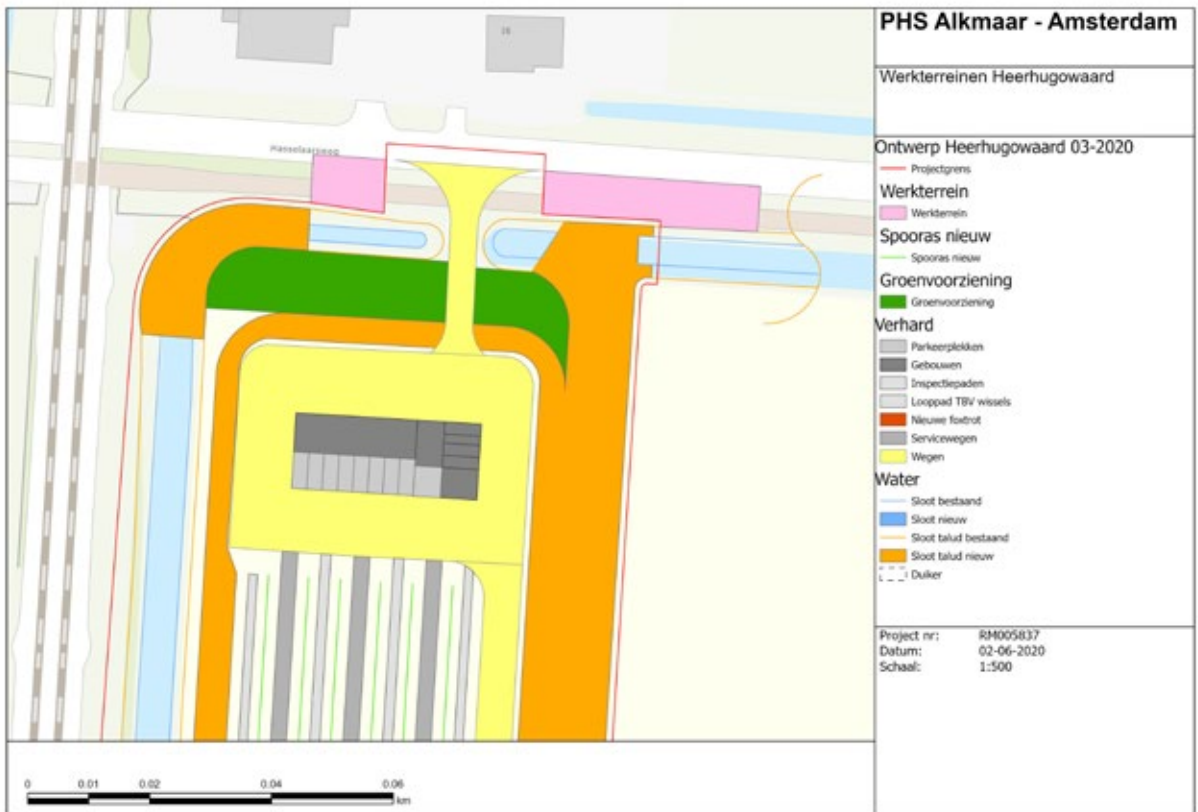 PHS Alkmaar - Amsterdam
Werkterreinen Heerhugowaard
Ontwerp Heerhugowaard 03-2020
Projectgrens
Werkterrein
Werkterrein
Spooras nieuw
Spooras nieuw
Groenvoorziening
Groenvoorziening
Verhard
Parkeerplekken
Gebouwen
Inspectiepaden
Looppad TBV wissels
Nieuwe foxtrot
Servicewegen
Wegen
Water
Sloot bestaand
Sloot nieuw
Sloot talud bestaand
Sloot talud nieuw
Duiker
Project nr: RM005837
Datum: 02-06-2020
Schaal: 1:500
16
Hasselaarsweg
0 0.01 0.02 0.04 0.06
km